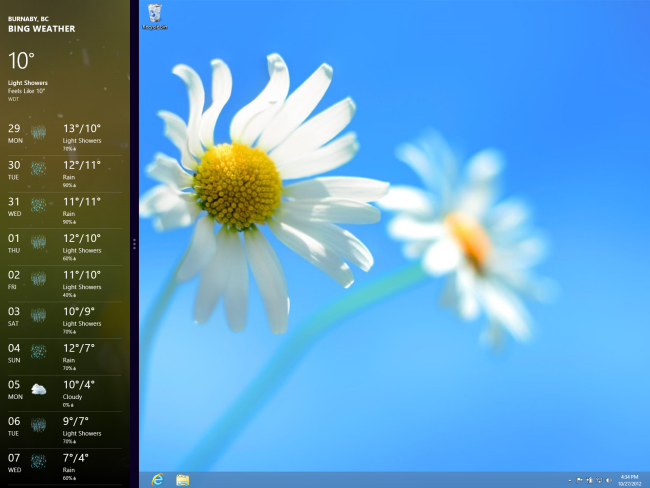 BURNABY, BC
BING WEATHER
10°
Light Showers
Feels Like 10°
WDT
29 MON 13°/10° Light Showers 70%
30 TUE 12°/11° Rain 90%
31 WED 11°/11° Rain 90%
01 THU 12°/10° Light Showers 60%
02 FRI 11°/10° Light Showers 40%
03 SAT 10°/9° Light Showers 70%
04 SUN 12°/7° Rain 70%
05 MON 10°/4° Cloudy 0%
06 TUE 9°/7° Light Showers 70%
07 WED 7°/4° Rain 60%
Recycle Bin
4:34 PM
10/27/2012